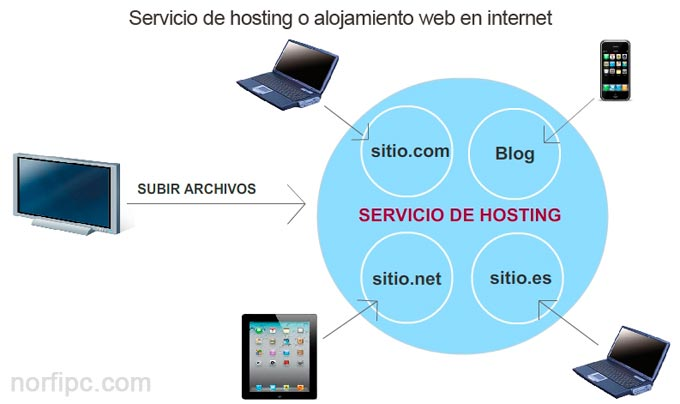 Servicio de hosting o alojamiento web en internet
sitio.com
Blog
SUBIR ARCHIVOS
SERVICIO DE HOSTING
sitio.net
sitio.es
norfipc.com